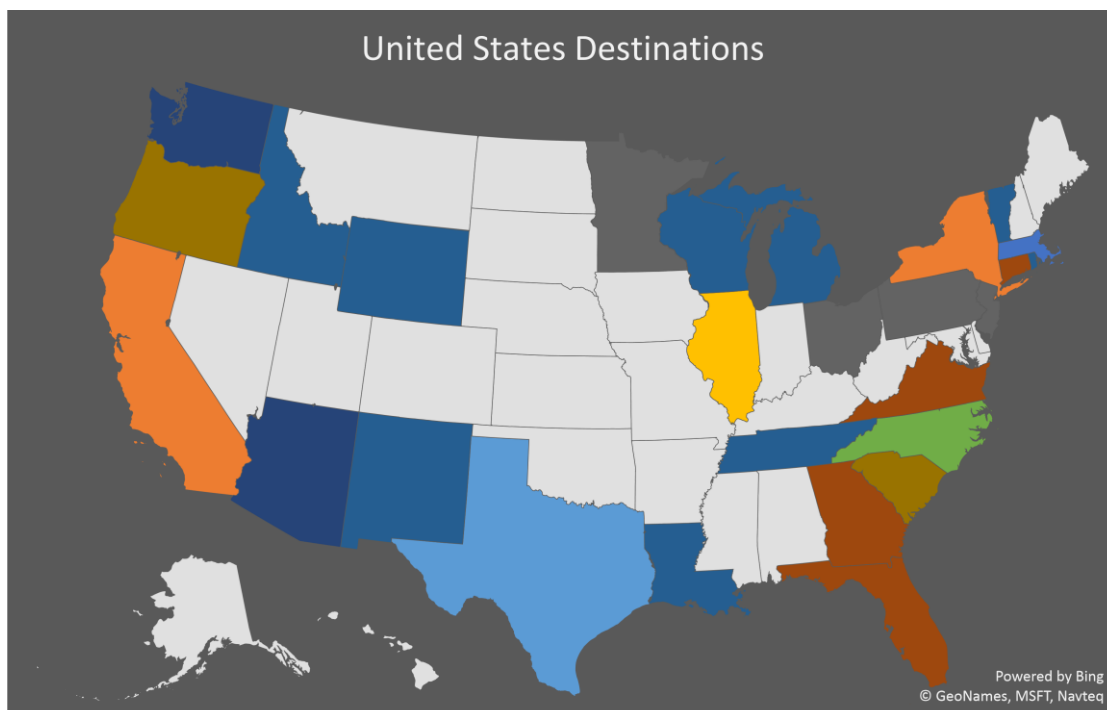 United States Destinations
Powered by Bing
© GeoNames, MSFT, Navteq